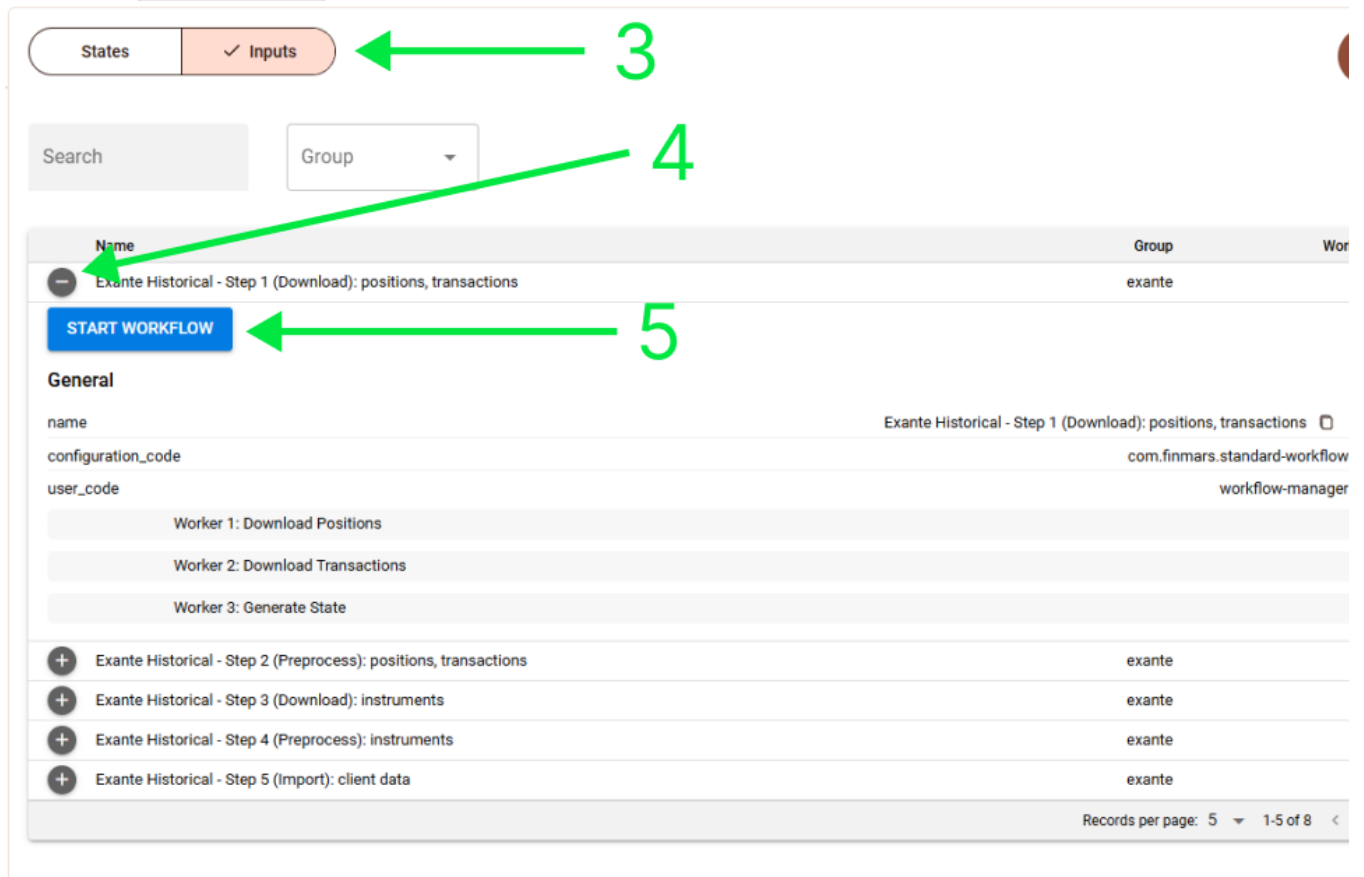 States ✓ Inputs 3
Search Group 4
Name Group
Exante Historical - Step 1 (Download): positions, transactions exante
START WORKFLOW 5
General
name Exante Historical - Step 1 (Download): positions, transactions
configuration_code com.finmars.standard-workflow
user_code workflow-manager
Worker 1: Download Positions
Worker 2: Download Transactions
Worker 3: Generate State
Exante Historical - Step 2 (Preprocess): positions, transactions exante
Exante Historical - Step 3 (Download): instruments exante
Exante Historical - Step 4 (Preprocess): instruments exante
Exante Historical - Step 5 (Import): client data exante
Records per page: 5 1-5 of 8